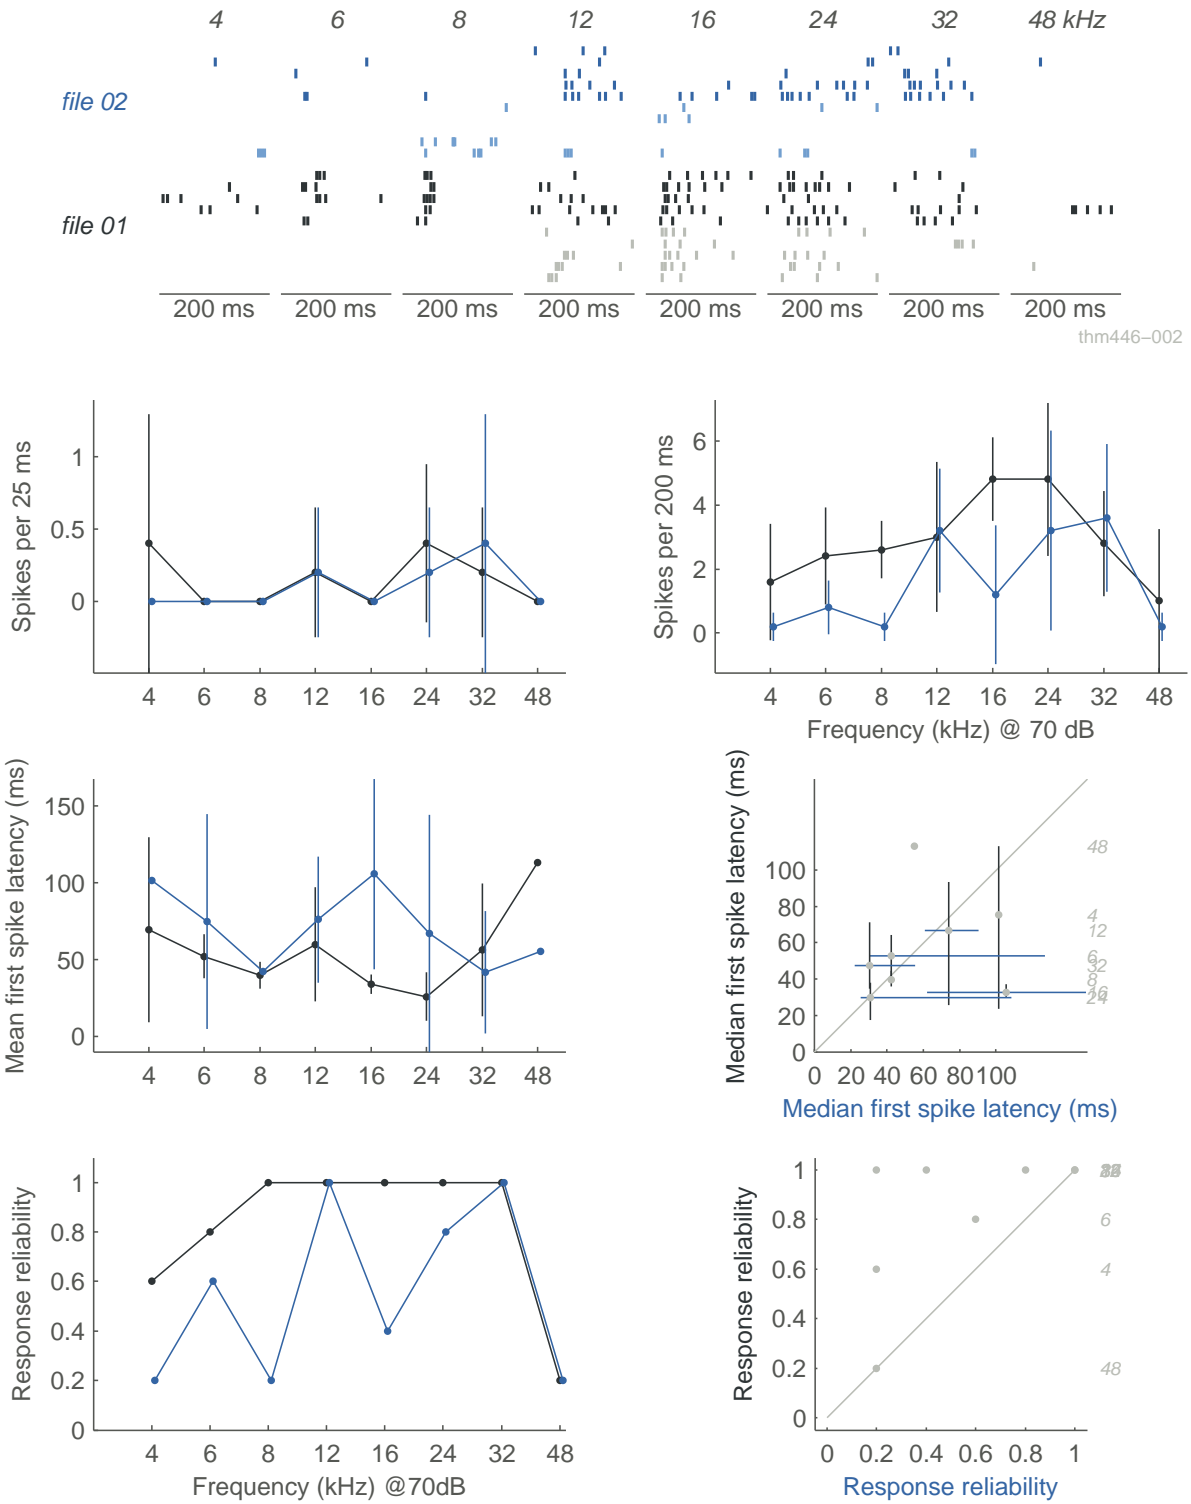 4 6 8 12 16 24 32 48 kHz
file 02
file 01
200 ms 200 ms 200 ms 200 ms 200 ms 200 ms 200 ms 200 ms
thm446–002
Spikes per 25 ms
1
0.5
0
4 6 8 12 16 24 32 48
Spikes per 200 ms
6
4
2
0
4 6 8 12 16 24 32 48
Frequency (kHz) @ 70 dB
Mean first spike latency (ms)
150
100
50
0
4 6 8 12 16 24 32 48
Median first spike latency (ms)
100
80
60
40
20
0
0 20 40 60 80 100
Median first spike latency (ms)
48
4
12
6
32
8
16
24
Response reliability
1
0.8
0.6
0.4
0.2
0
4 6 8 12 16 24 32 48
Frequency (kHz) @70dB
Response reliability
1
0.8
0.6
0.4
0.2
0
0 0.2 0.4 0.6 0.8 1
Response reliability
6
4
48